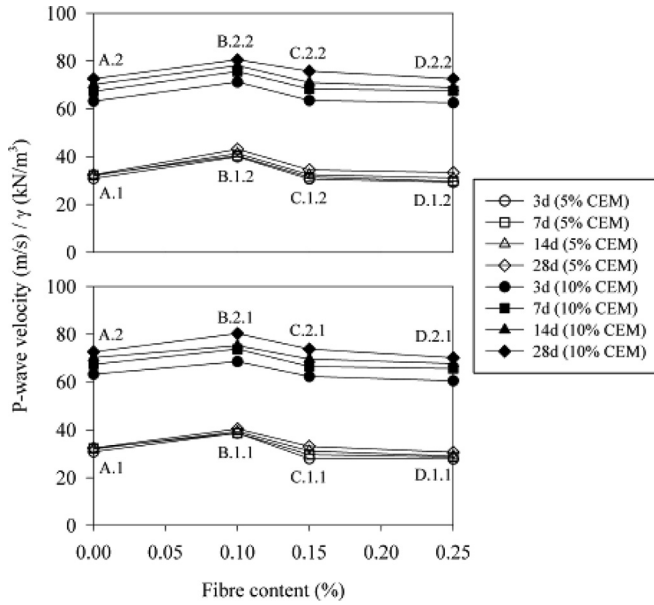 P-wave velocity (m/s) / γ (kN/m³)
100
80
60
40
20
0
A.2
B.2.2
C.2.2
D.2.2
A.1
B.1.2
C.1.2
D.1.2
100
80
60
40
20
0
A.2
B.2.1
C.2.1
D.2.1
A.1
B.1.1
C.1.1
D.1.1
0.00 0.05 0.10 0.15 0.20 0.25
Fibre content (%)
3d (5% CEM)
7d (5% CEM)
14d (5% CEM)
28d (5% CEM)
3d (10% CEM)
7d (10% CEM)
14d (10% CEM)
28d (10% CEM)